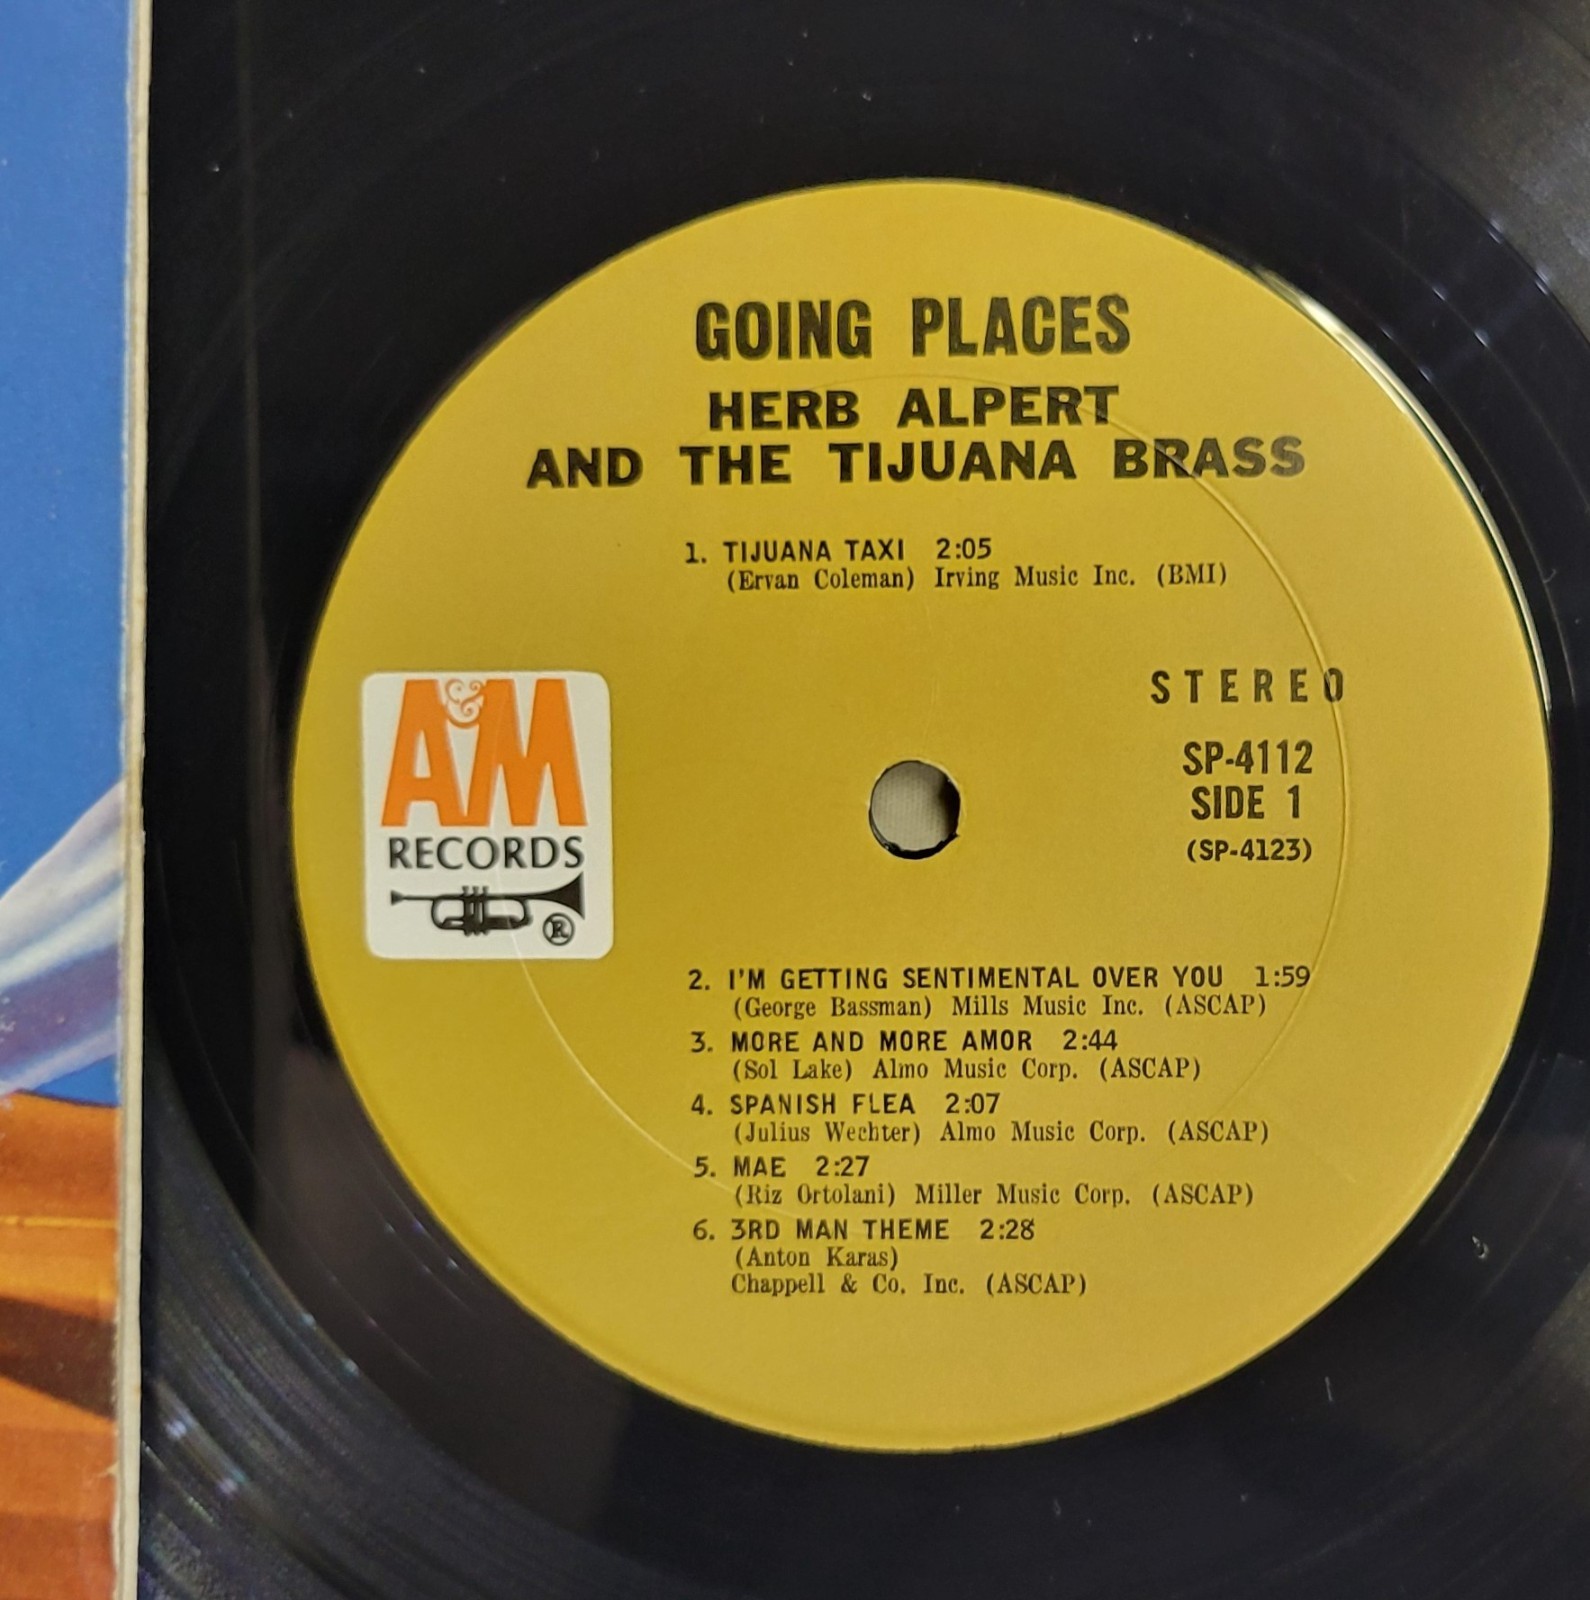 GOING PLACES
HERB ALPERT
AND THE TIJUANA BRASS
1. TIJUANA TAXI 2:05
(Ervan Coleman) Irving Music Inc. (BMI)
A&M
RECORDS
®
STEREO
SP-4112
SIDE 1
(SP-4123)
2. I'M GETTING SENTIMENTAL OVER YOU 1:59
(George Bassman) Mills Music Inc. (ASCAP)
3. MORE AND MORE AMOR 2:44
(Sol Lake) Almo Music Corp. (ASCAP)
4. SPANISH FLEA 2:07
(Julius Wechter) Almo Music Corp. (ASCAP)
5. MAE 2:27
(Riz Ortolani) Miller Music Corp. (ASCAP)
6. 3RD MAN THEME 2:28
(Anton Karas)
Chappell & Co. Inc. (ASCAP)